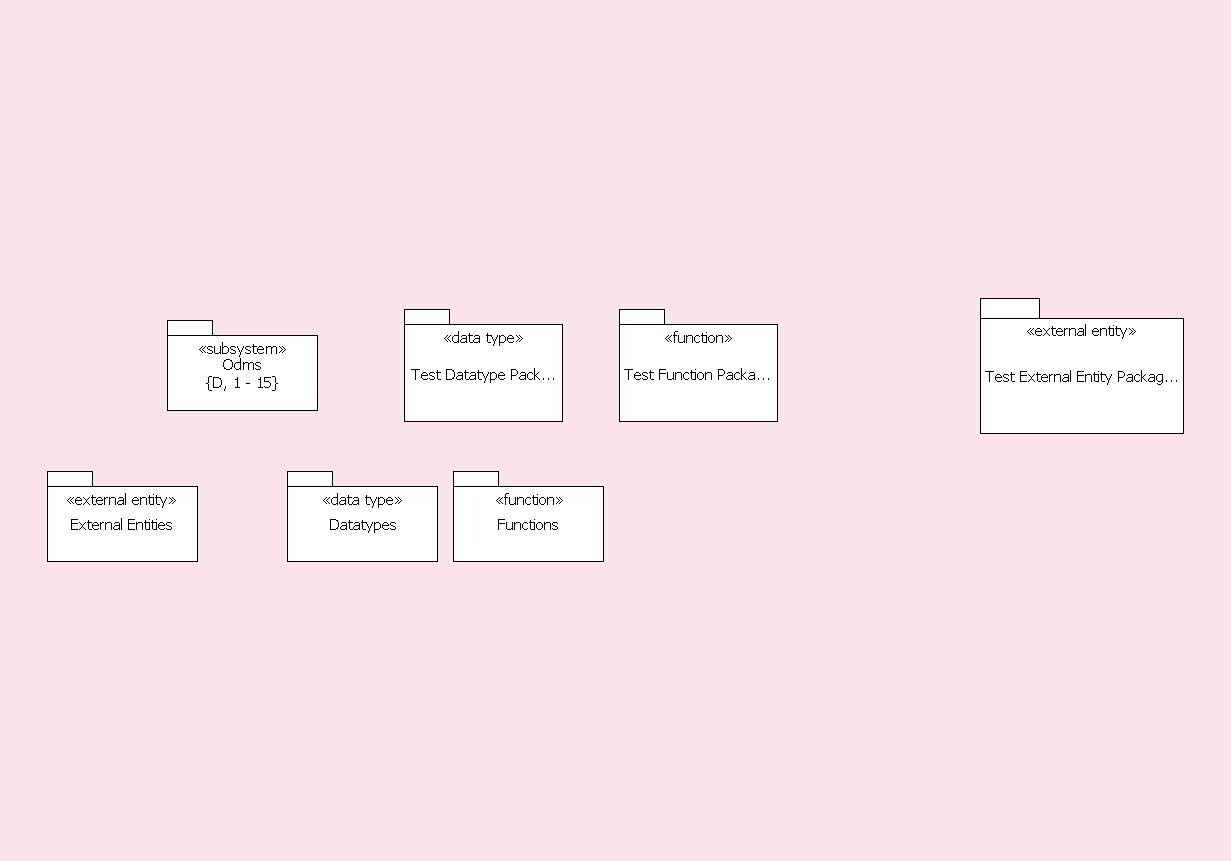 «subsystem»
Odms
{D, 1 - 15}
«data type»
Test Datatype Pack...
«function»
Test Function Packa...
«external entity»
Test External Entity Packag...
«external entity»
External Entities
«data type»
Datatypes
«function»
Functions